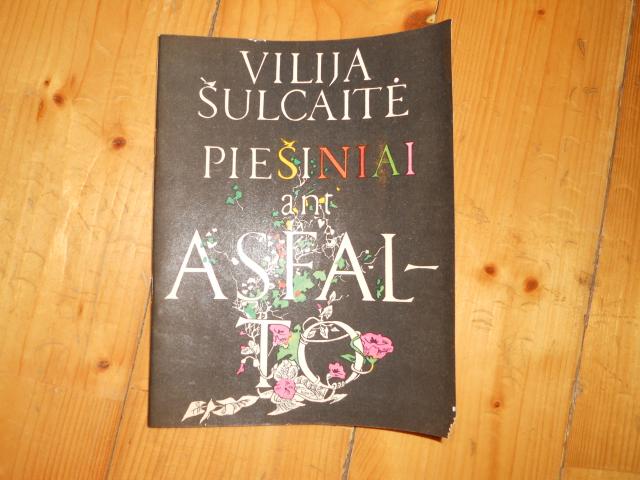 VILIJA
ŠULCAITĖ
PIEŠINIAI
ant
ASFAL-
TO